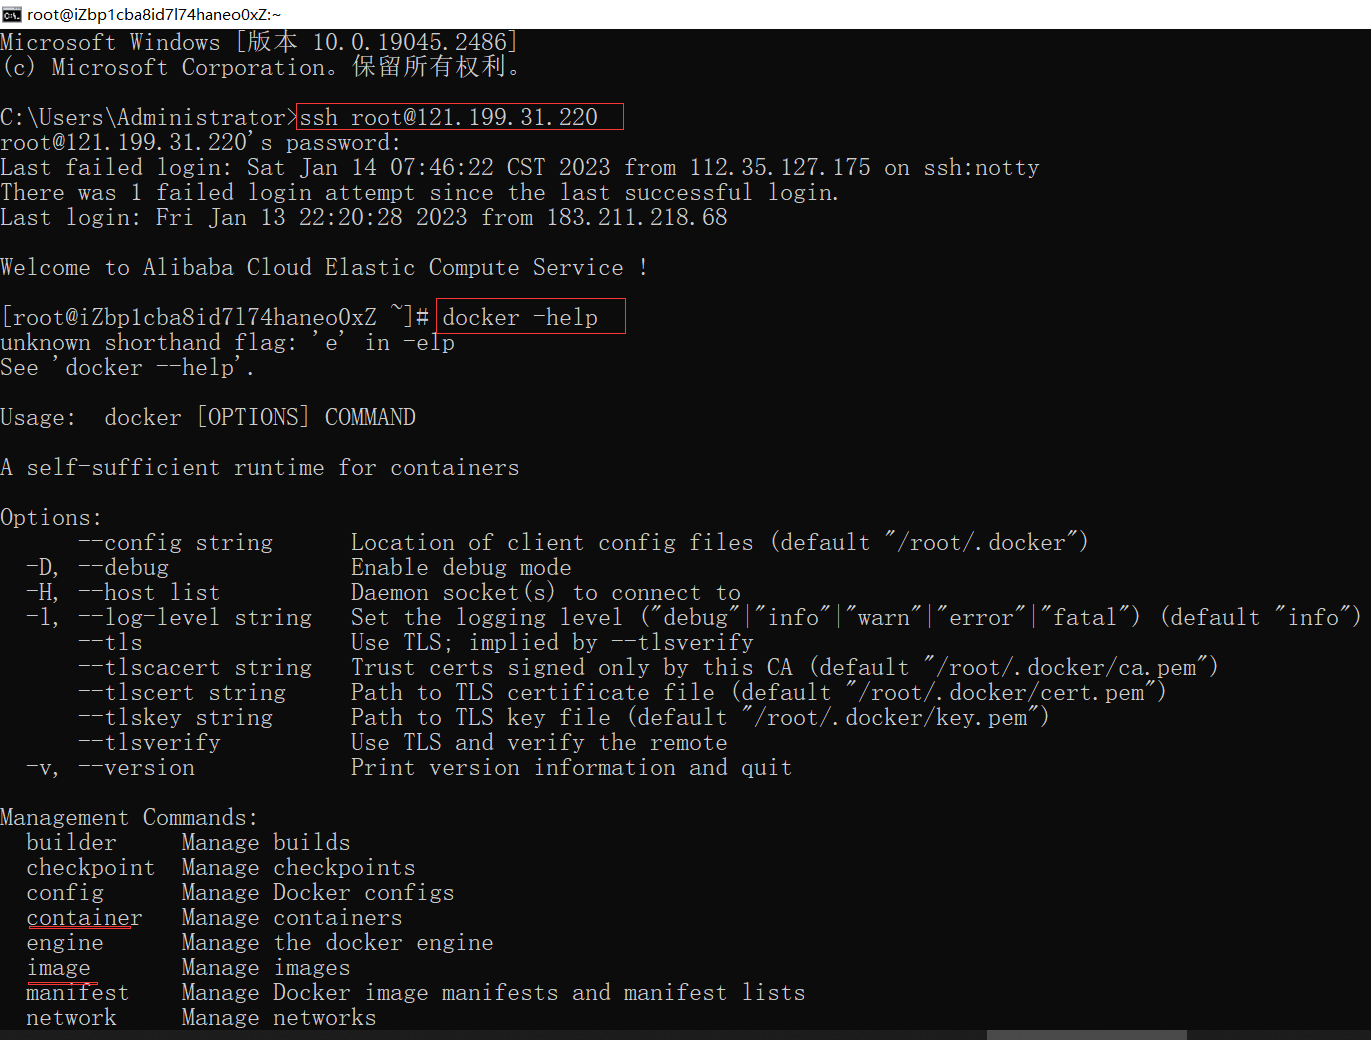 root@iZbp1cba8id7l74haneo0xZ:~
Microsoft Windows [版本 10.0.19045.2486]
(c) Microsoft Corporation。保留所有权利。
C:\Users\Administrator>ssh root@121.199.31.220
root@121.199.31.220's password:
Last failed login: Sat Jan 14 07:46:22 CST 2023 from 112.35.127.175 on ssh:notty
There was 1 failed login attempt since the last successful login.
Last login: Fri Jan 13 22:20:28 2023 from 183.211.218.68
Welcome to Alibaba Cloud Elastic Compute Service !
[root@iZbp1cba8id7l74haneo0xZ ~]# docker -help
unknown shorthand flag: 'e' in -elp
See 'docker --help'.
Usage:  docker [OPTIONS] COMMAND
A self-sufficient runtime for containers
Options:
      --config string      Location of client config files (default "/root/.docker")
  -D, --debug              Enable debug mode
  -H, --host list          Daemon socket(s) to connect to
  -l, --log-level string   Set the logging level ("debug"|"info"|"warn"|"error"|"fatal") (default "info")
      --tls                Use TLS; implied by --tlsverify
      --tlscacert string   Trust certs signed only by this CA (default "/root/.docker/ca.pem")
      --tlscert string     Path to TLS certificate file (default "/root/.docker/cert.pem")
      --tlskey string      Path to TLS key file (default "/root/.docker/key.pem")
      --tlsverify          Use TLS and verify the remote
  -v, --version            Print version information and quit
Management Commands:
  builder     Manage builds
  checkpoint  Manage checkpoints
  config      Manage Docker configs
  container   Manage containers
  engine      Manage the docker engine
  image       Manage images
  manifest    Manage Docker image manifests and manifest lists
  network     Manage networks